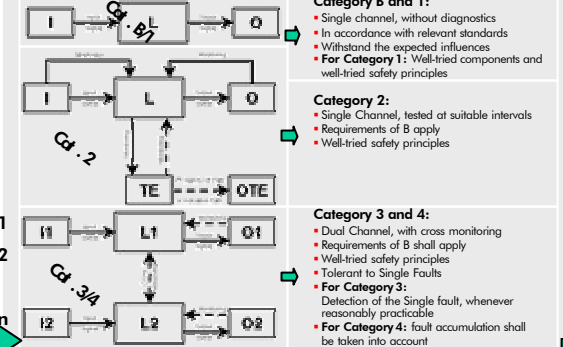 Category B and 1:
▪ Single channel, without diagnostics
▪ In accordance with relevant standards
▪ Withstand the expected influences
▪ For Category 1: Well-tried components and
well-tried safety principles
I
L
O
Cat. B/1
Category 2:
▪ Single Channel, tested at suitable intervals
▪ Requirements of B apply
▪ Well-tried safety principles
I
L
O
Cat. 2
TE
OTE
Category 3 and 4:
▪ Dual Channel, with cross monitoring
▪ Requirements of B shall apply
▪ Well-tried safety principles
▪ Tolerant to Single Faults
▪ For Category 3:
Detection of the Single fault, whenever
reasonably practicable
▪ For Category 4: fault accumulation shall
be taken into account
I1
L1
O1
Cat. 3/4
I2
L2
O2
1
2
n